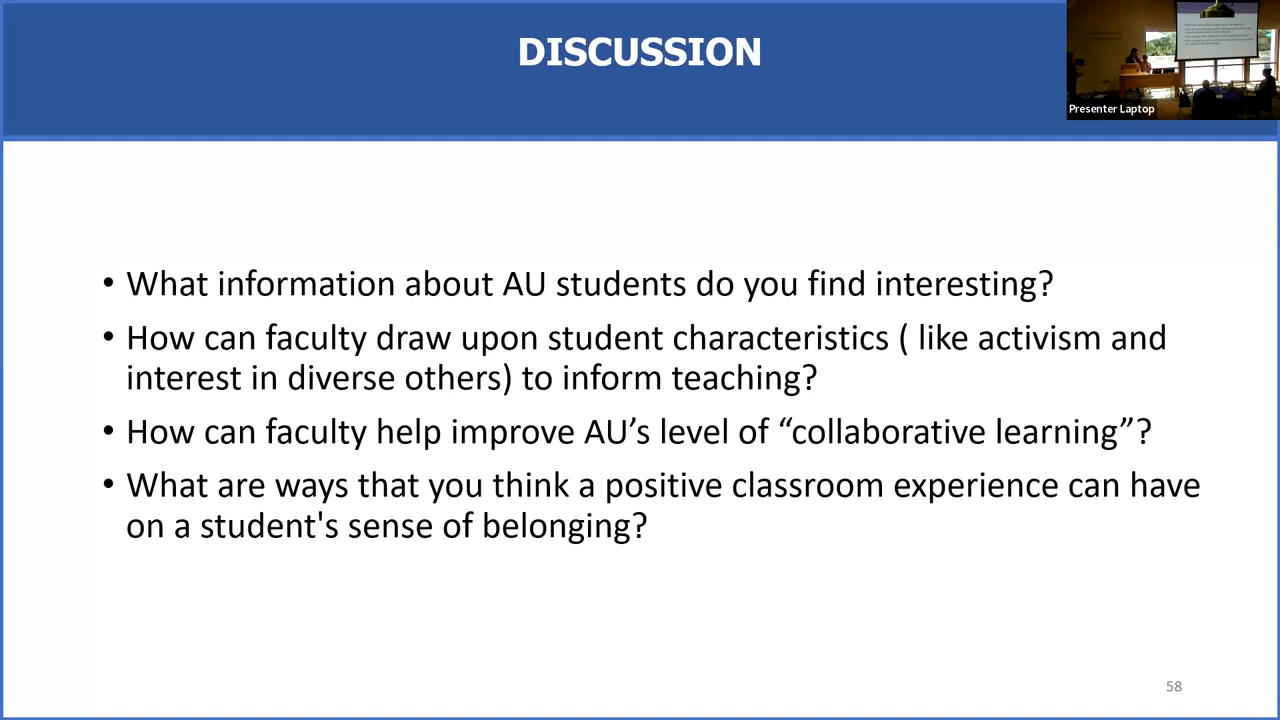 DISCUSSION
Presenter Laptop
• What information about AU students do you find interesting?
• How can faculty draw upon student characteristics ( like activism and
interest in diverse others) to inform teaching?
• How can faculty help improve AU’s level of “collaborative learning”?
• What are ways that you think a positive classroom experience can have
on a student's sense of belonging?
58